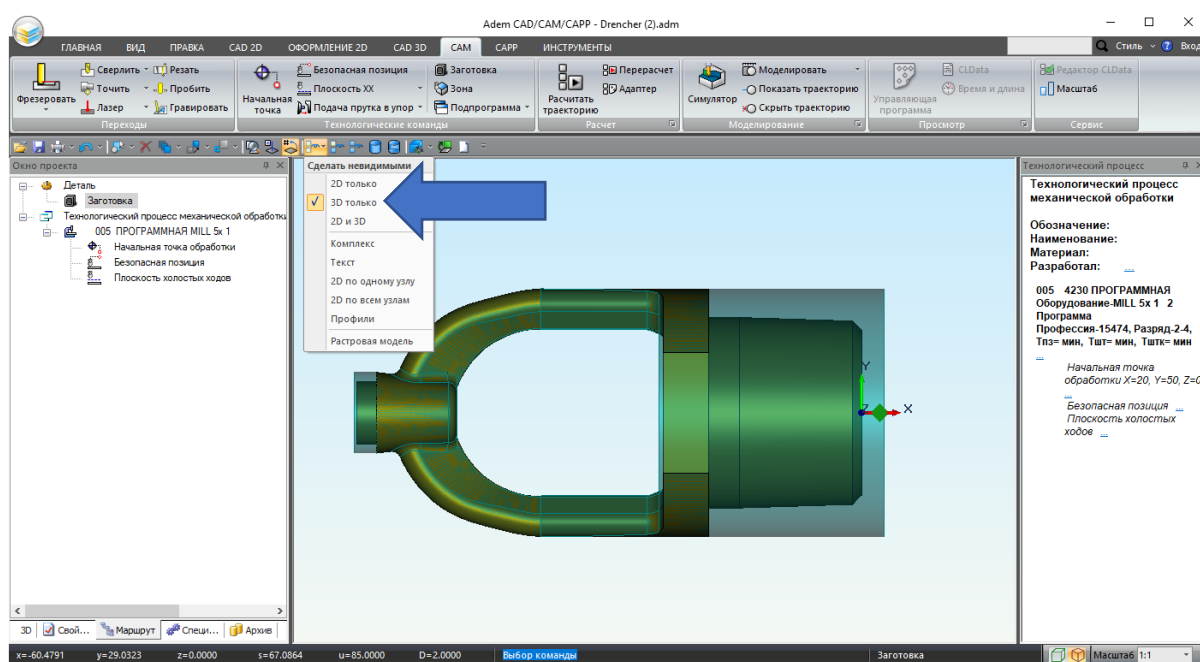 Adem CAD/CAM/CAPP - Drencher (2).adm
ГЛАВНАЯ ВИД ПРАВКА CAD 2D ОФОРМЛЕНИЕ 2D CAD 3D CAM CAPP ИНСТРУМЕНТЫ Стиль Вход
Фрезеровать
Сверлить Резать
Точить Пробить
Лазер Гравировать
Переходы
Начальная точка
Безопасная позиция Заготовка
Плоскость ХХ Зона
Подача прутка в упор Подпрограмма
Технологические команды
Расчитать траекторию
Перерасчет
Адаптер
Расчет
Симулятор
Моделировать
Показать траекторию
Скрыть траекторию
Моделирование
Управляющая программа
CLData
Время и длина
Просмотр
Редактор CLData
Масштаб
Сервис
Окно проекта
Деталь
Заготовка
Технологический процесс механической обработки
005 ПРОГРАММНАЯ MILL 5x 1
Начальная точка обработки
Безопасная позиция
Плоскость холостых ходов
Сделать невидимыми
2D только
3D только
2D и 3D
Комплекс
Текст
2D по одному узлу
2D по всем узлам
Профили
Растровая модель
Y
Z
X
Технологический процесс
Технологический процесс
механической обработки
Обозначение:
Наименование:
Материал:
Разработал: ...
005 4230 ПРОГРАММНАЯ
Оборудование-MILL 5x 1 2
Программа
Профессия-15474, Разряд-2-4,
Тпз= мин, Тшт= мин, Тштк= мин
...
Начальная точка
обработки X=20, Y=50, Z=0
...
Безопасная позиция ...
Плоскость холостых
ходов ...
3D Свой... Маршрут Специ... Архив
x=-60.4791 y=29.0323 z=0.0000 s=67.0864 u=85.0000 D=2.0000 Выбор команды Заготовка Масштаб 1:1